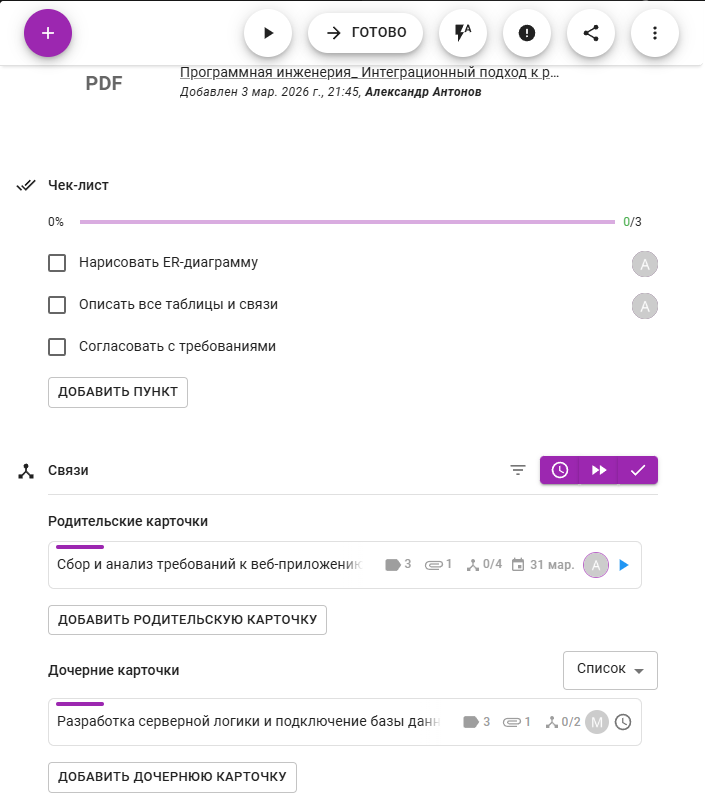 ГОТОВО
Программная инженерия_ Интеграционный подход к р…
PDF
Добавлен 3 мар. 2026 г., 21:45, Александр Антонов
Чек-лист
0%
0/3
Нарисовать ER-диаграмму
A
Описать все таблицы и связи
A
Согласовать с требованиями
ДОБАВИТЬ ПУНКТ
Связи
Родительские карточки
Сбор и анализ требований к веб-приложению 3 1 0/4 31 мар. A
ДОБАВИТЬ РОДИТЕЛЬСКУЮ КАРТОЧКУ
Дочерние карточки
Список
Разработка серверной логики и подключение базы данн 3 1 0/2 M
ДОБАВИТЬ ДОЧЕРНЮЮ КАРТОЧКУ